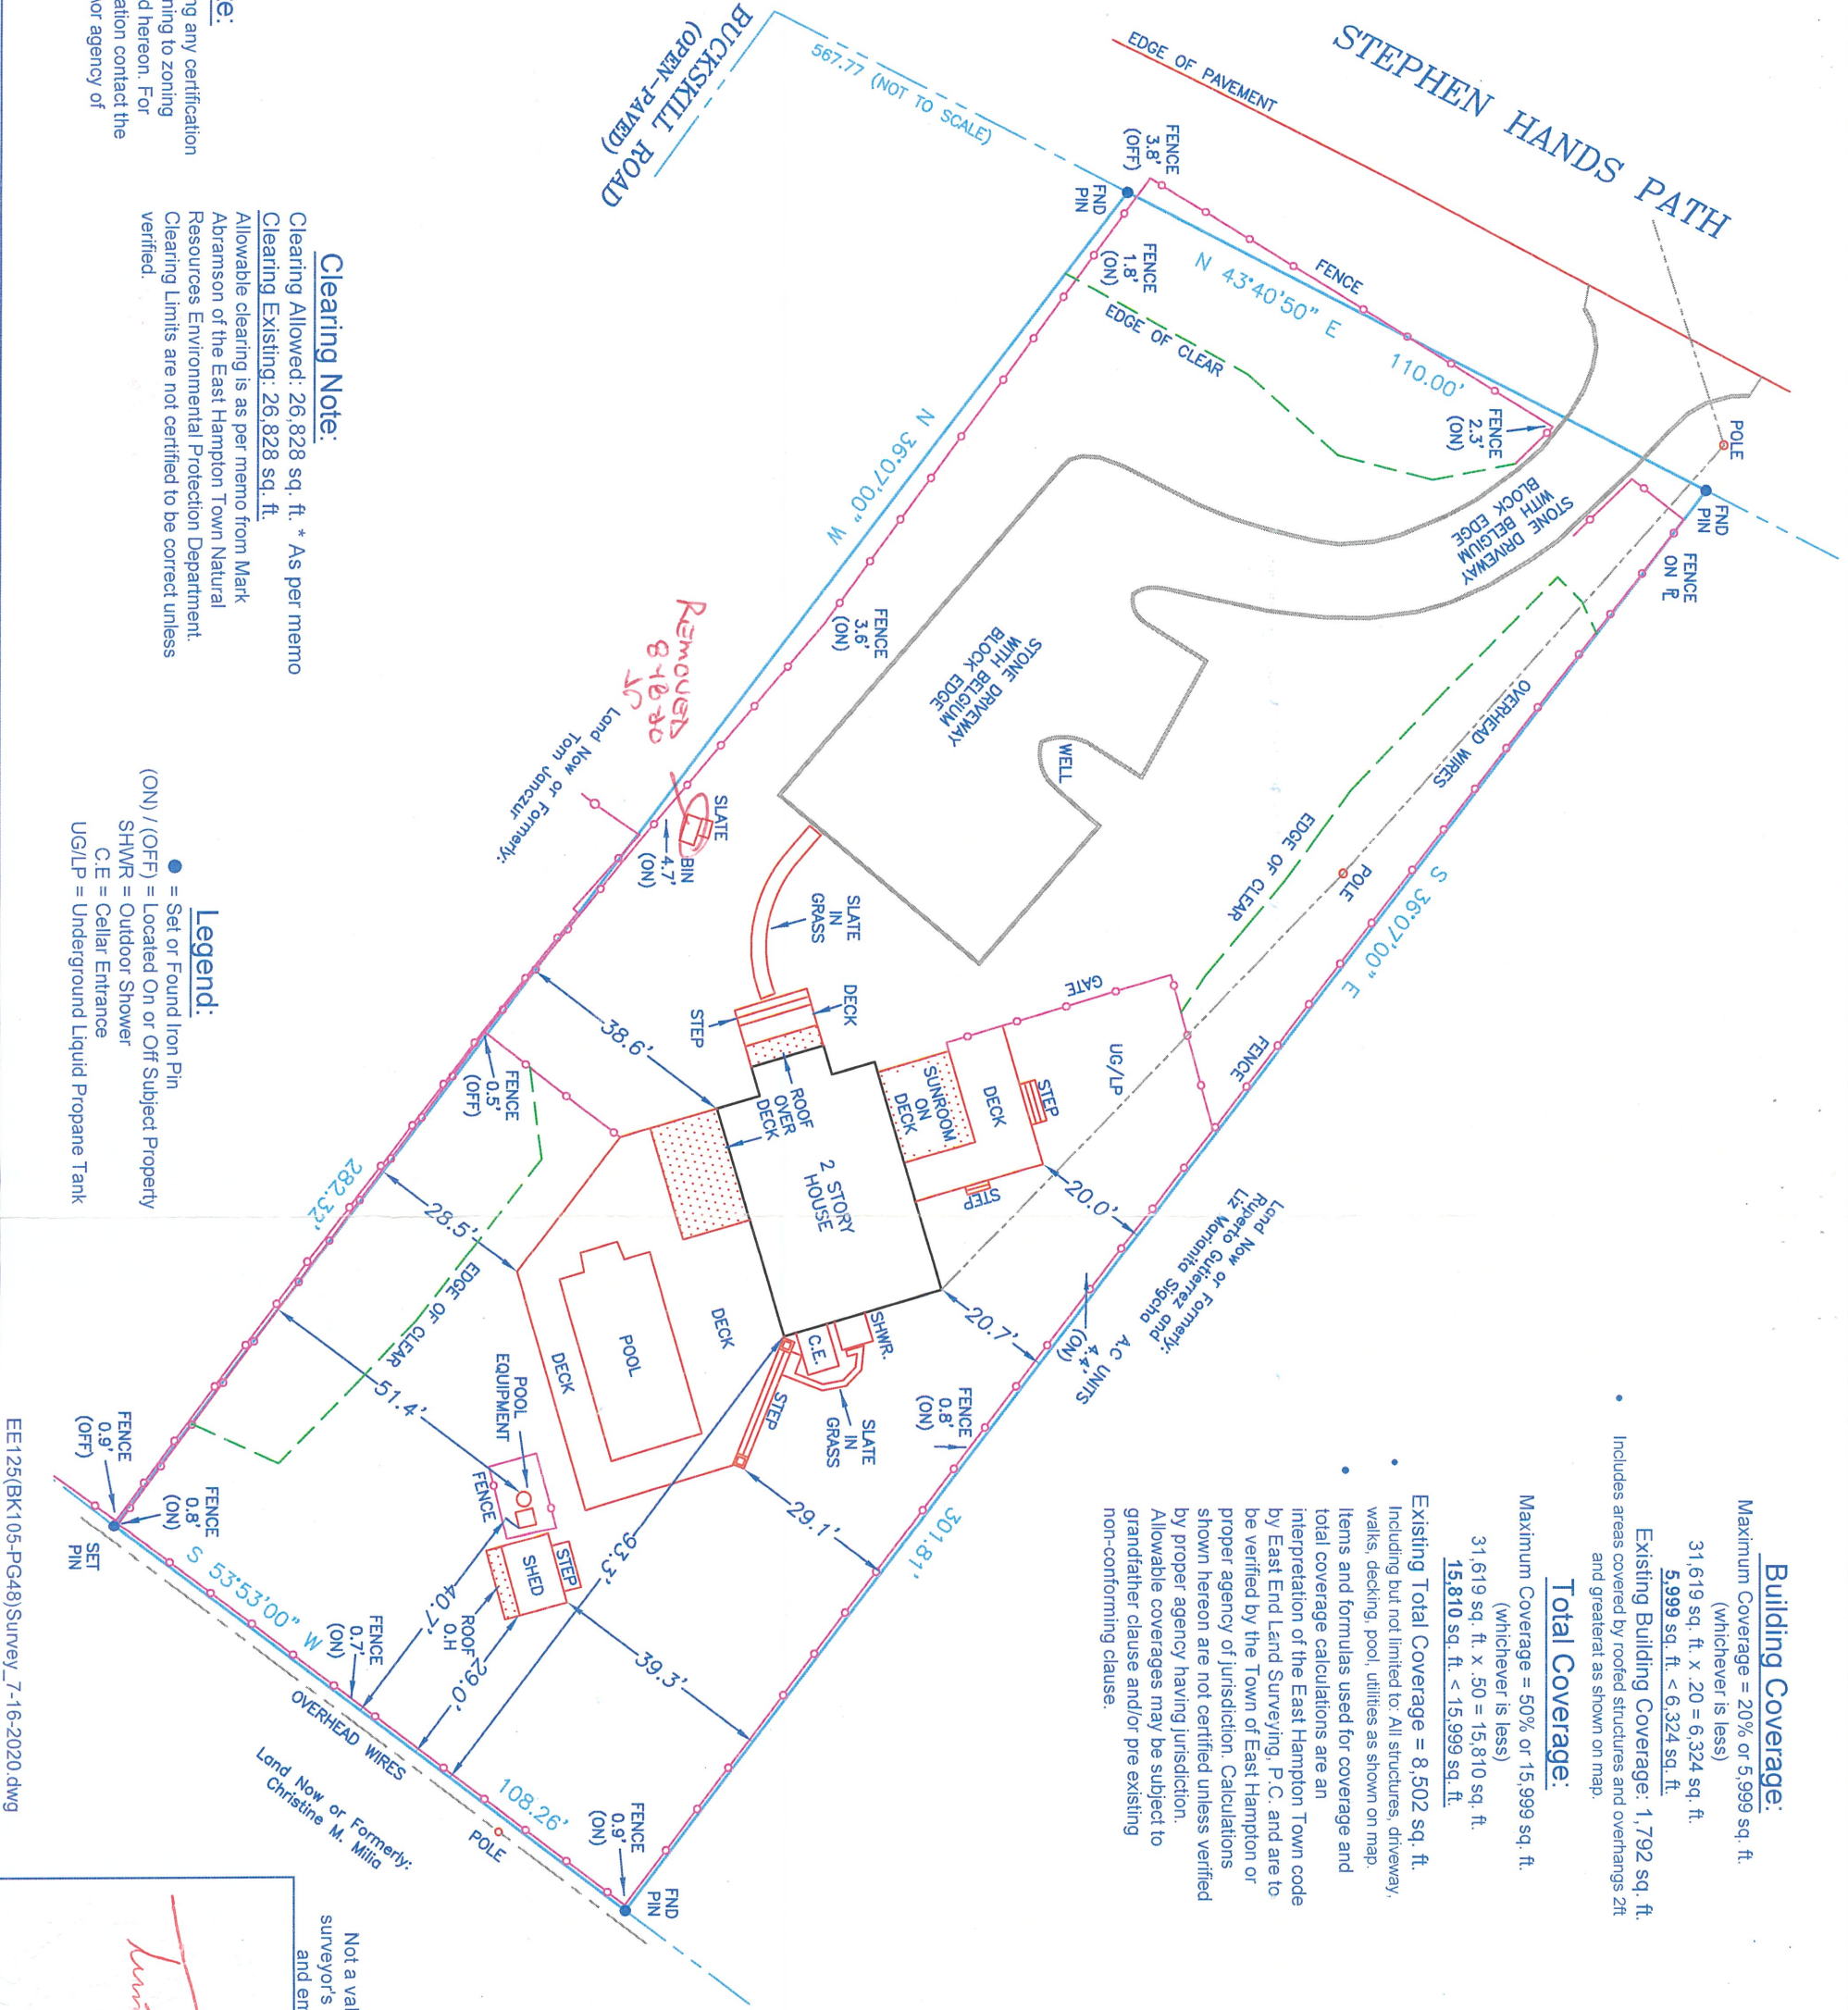 STEPHEN HANDS PATH
EDGE OF PAVEMENT
BUCKSKILL ROAD
(OPEN-PAVED)
567.77 (NOT TO SCALE)
FENCE
3.8'
(OFF)
FND
PIN
FENCE
1.8'
(ON)
N 43°40'50" E
110.00'
FENCE
EDGE OF CLEAR
FENCE
2.3'
(ON)
POLE
FND
PIN
FENCE
ON PL
STONE DRIVEWAY
WITH BELGIUM
BLOCK EDGE
N 36°07'00" W
FENCE
3.6'
(ON)
STONE DRIVEWAY
WITH BELGIUM
BLOCK EDGE
WELL
OVERHEAD WIRES
EDGE OF CLEAR
POLE
S 36°07'00" E
REMOVED
8-18-20
Land Now or Formerly:
Tom Janczur
SLATE
BIN
4.7'
(ON)
SLATE
IN
GRASS
DECK
STEP
38.6'
GATE
UG/LP
FENCE
SUNROOM
ON
DECK
DECK
STEP
STEP
ROOF
OVER
DECK
2 STORY
HOUSE
20.0'
Land Now or Formerly:
Ruperto Gutierrez and
Liz Marianita Sigcha
A.C. UNITS
4.4'
(ON)
20.7'
FENCE
0.5'
(OFF)
282.32'
28.5'
EDGE OF CLEAR
51.4'
DECK
POOL
DECK
SHWR.
C.E.
STEP
SLATE
IN
GRASS
FENCE
0.8'
(ON)
29.1'
301.81'
POOL
EQUIPMENT
FENCE
SHED
STEP
ROOF
O.H
93.3'
40.7'
29.0'
39.3'
FENCE
0.9'
(OFF)
FENCE
0.8'
(ON)
SET
PIN
S 53°53'00" W
FENCE
0.7'
(ON)
OVERHEAD WIRES
108.26'
POLE
Land Now or Formerly:
Christine M. Milia
FENCE
0.9'
(ON)
FND
PIN
Building Coverage:
Maximum Coverage = 20% or 5,999 sq. ft.
(whichever is less)
31,619 sq. ft. x .20 = 6,324 sq. ft.
5,999 sq. ft. < 6,324 sq. ft.
Existing Building Coverage: 1,792 sq. ft.
• Includes areas covered by roofed structures and overhangs 2ft
and greaterat as shown on map.
Total Coverage:
Maximum Coverage = 50% or 15,999 sq. ft.
(whichever is less)
31,619 sq. ft. x .50 = 15,810 sq. ft.
15,810 sq. ft. < 15,999 sq. ft.
Existing Total Coverage = 8,502 sq. ft.
• Including but not limited to: All structures, driveway,
walks, decking, pool, utilities as shown on map.
• Items and formulas used for coverage and
total coverage calculations are an
interpretation of the East Hampton Town code
by East End Land Surveying, P.C. and are to
be verified by the Town of East Hampton or
proper agency of jurisdiction. Calculations
shown hereon are not certified unless verified
by proper agency having jurisdiction.
Allowable coverages may be subject to
grandfather clause and/or pre existing
non-conforming clause.
Clearing Note:
Clearing Allowed: 26,828 sq. ft. * As per memo
Clearing Existing: 26,828 sq. ft.
Allowable clearing is as per memo from Mark
Abramson of the East Hampton Town Natural
Resources Environmental Protection Department.
Clearing Limits are not certified to be correct unless
verified.
Legend:
= Set or Found Iron Pin
(ON) / (OFF) = Located On or Off Subject Property
SHWR = Outdoor Shower
C.E = Cellar Entrance
UG/LP = Underground Liquid Propane Tank
e:
ng any certification
ning to zoning
d hereon. For
ation contact the
or agency of
EE125(BK105-PG48)Survey_7-16-2020.dwg
Not a val
surveyor's
and em